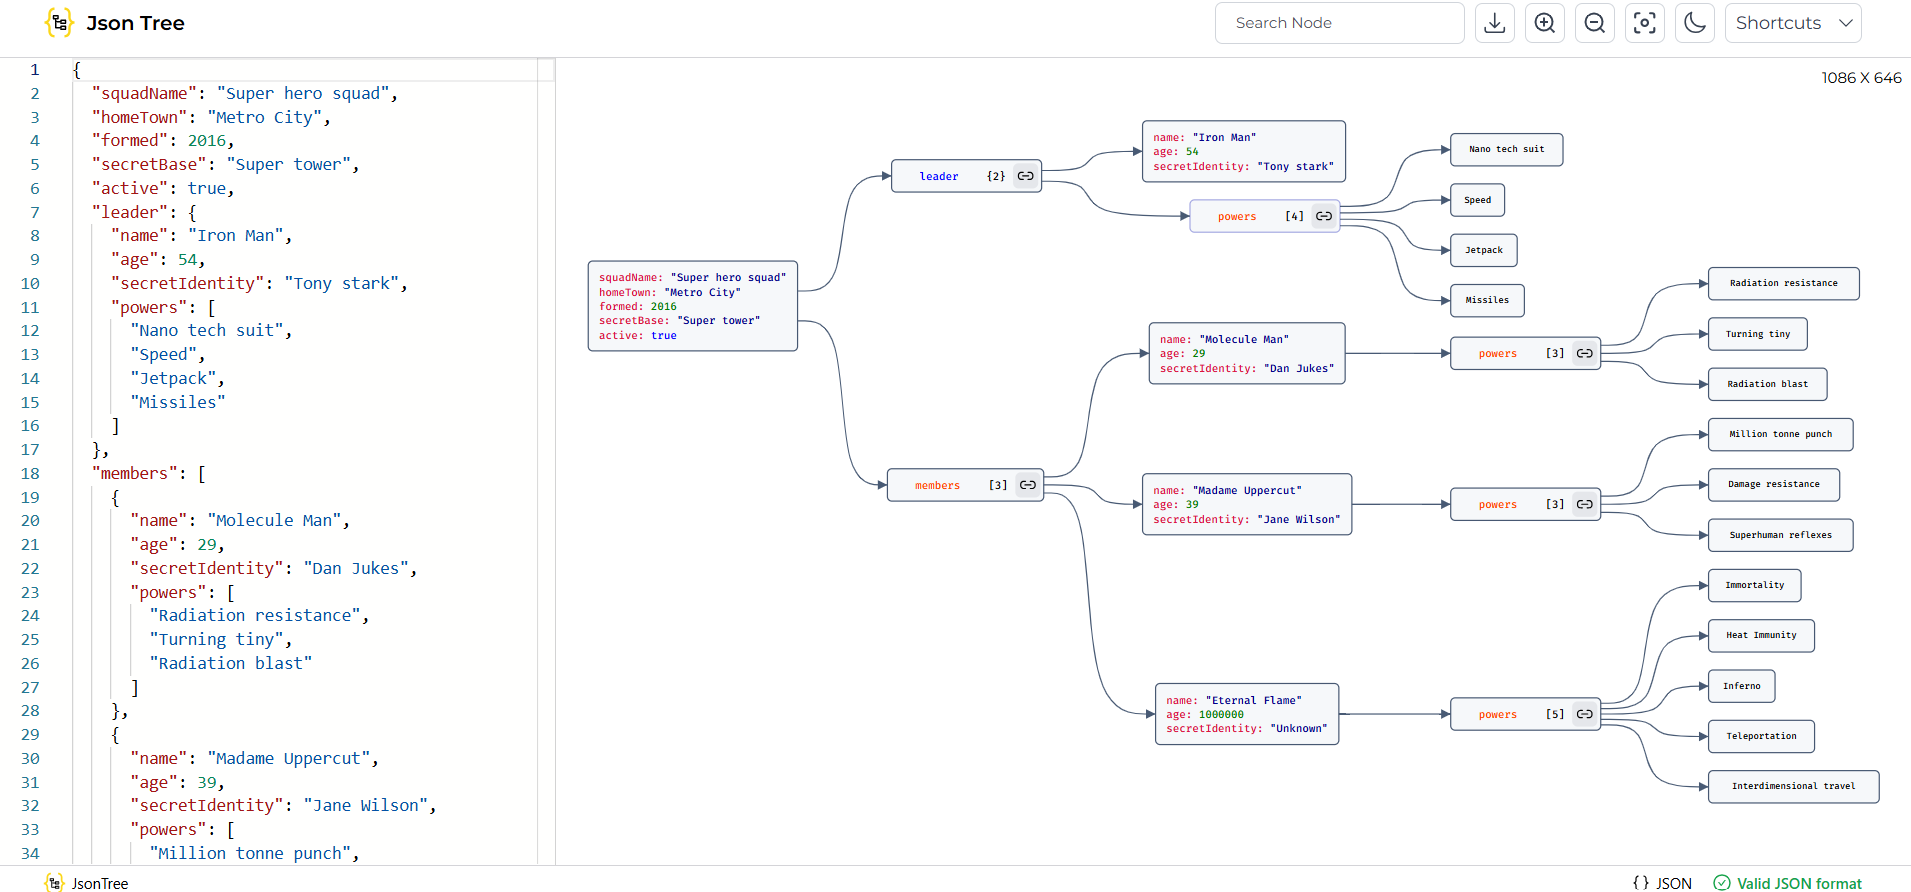 Json Tree
Search Node
Shortcuts
1 {
2 "squadName": "Super hero squad",
3 "homeTown": "Metro City",
4 "formed": 2016,
5 "secretBase": "Super tower",
6 "active": true,
7 "leader": {
8 "name": "Iron Man",
9 "age": 54,
10 "secretIdentity": "Tony stark",
11 "powers": [
12 "Nano tech suit",
13 "Speed",
14 "Jetpack",
15 "Missiles"
16 ]
17 },
18 "members": [
19 {
20 "name": "Molecule Man",
21 "age": 29,
22 "secretIdentity": "Dan Jukes",
23 "powers": [
24 "Radiation resistance",
25 "Turning tiny",
26 "Radiation blast"
27 ]
28 },
29 {
30 "name": "Madame Uppercut",
31 "age": 39,
32 "secretIdentity": "Jane Wilson",
33 "powers": [
34 "Million tonne punch",
1086 X 646
squadName: "Super hero squad"
homeTown: "Metro City"
formed: 2016
secretBase: "Super tower"
active: true
leader {2}
name: "Iron Man"
age: 54
secretIdentity: "Tony stark"
powers [4]
Nano tech suit
Speed
Jetpack
Missiles
members [3]
name: "Molecule Man"
age: 29
secretIdentity: "Dan Jukes"
powers [3]
Radiation resistance
Turning tiny
Radiation blast
name: "Madame Uppercut"
age: 39
secretIdentity: "Jane Wilson"
powers [3]
Million tonne punch
Damage resistance
Superhuman reflexes
name: "Eternal Flame"
age: 1000000
secretIdentity: "Unknown"
powers [5]
Immortality
Heat Immunity
Inferno
Teleportation
Interdimensional travel
JsonTree
{} JSON
Valid JSON format